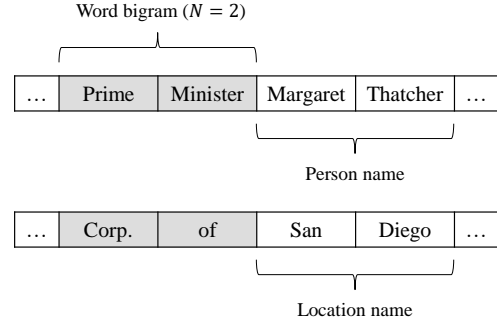 Word bigram (N = 2)
… Prime Minister Margaret Thatcher …
Person name
… Corp. of San Diego …
Location name